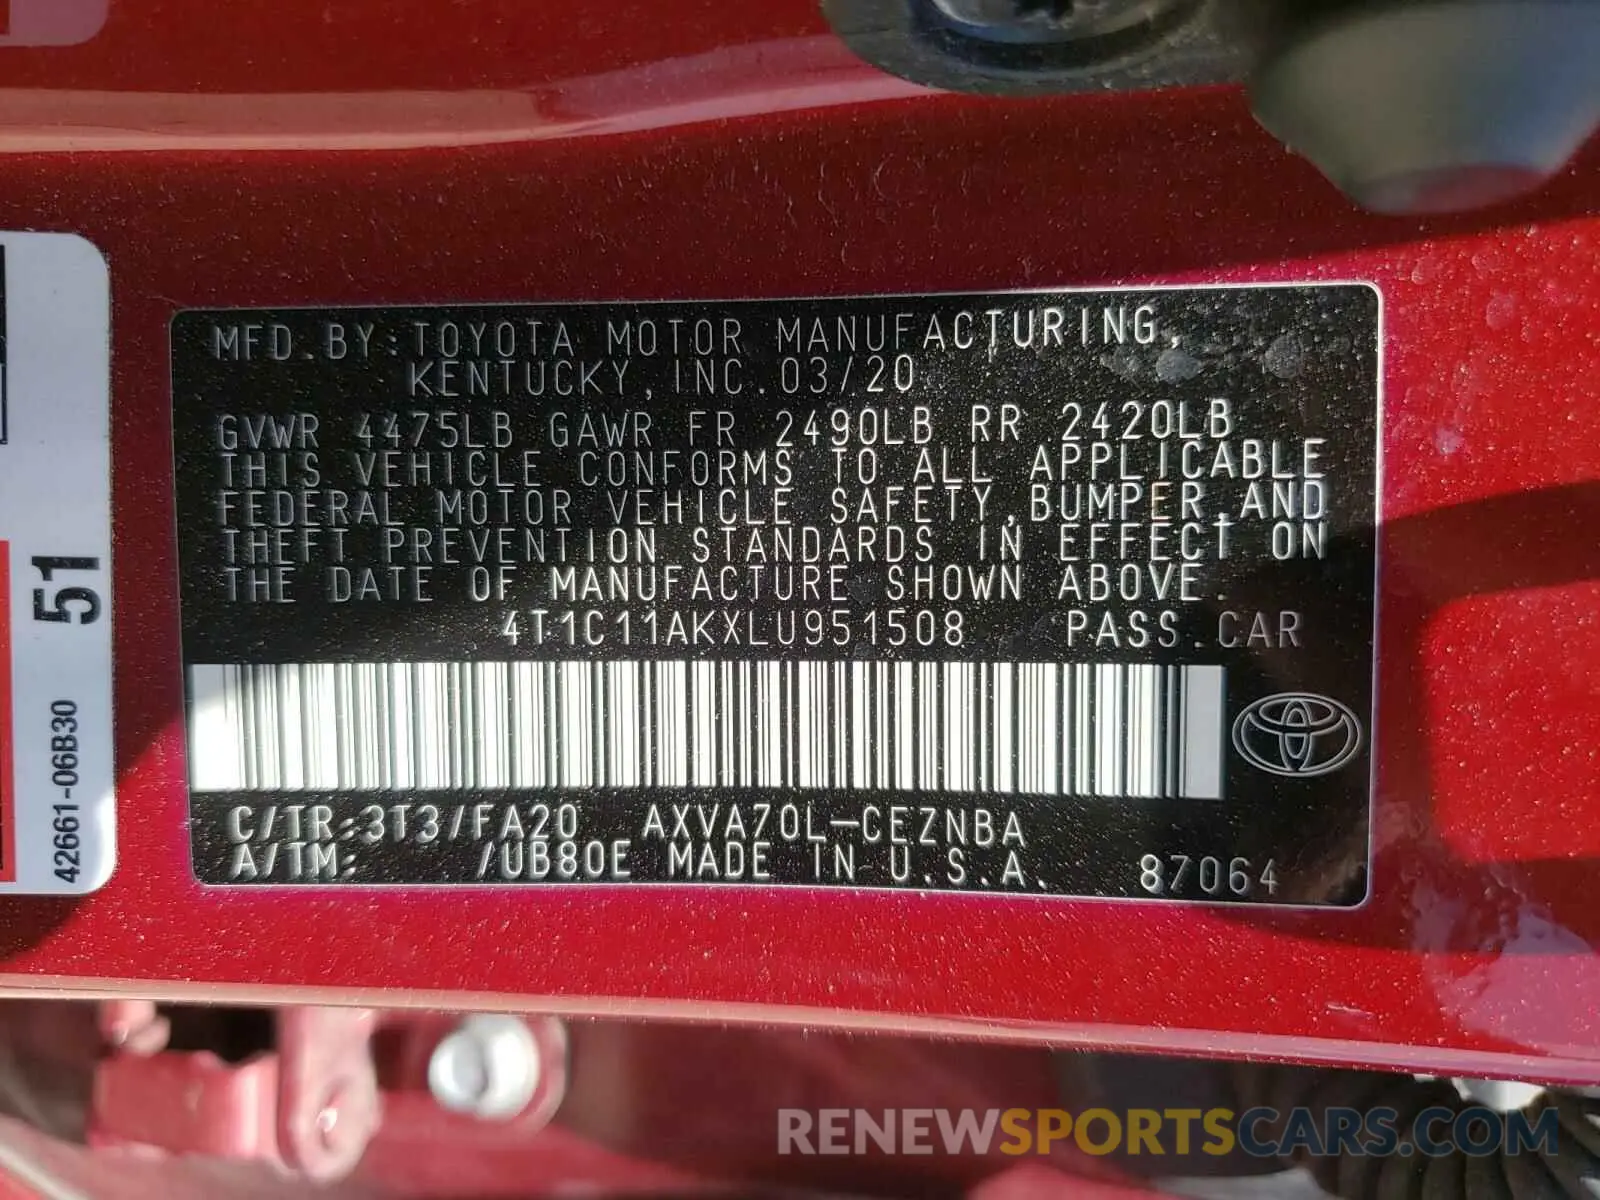 MFD.BY:TOYOTA MOTOR MANUFACTURING,
KENTUCKY,INC.03/20
GVWR 4475LB GAWR FR 2490LB RR 2420LB
THIS VEHICLE CONFORMS TO ALL APPLICABLE
FEDERAL MOTOR VEHICLE SAFETY,BUMPER,AND
THEFT PREVENTION STANDARDS IN EFFECT ON
THE DATE OF MANUFACTURE SHOWN ABOVE.
4T1C11AKXLU951508 PASS.CAR
C/TR:3T3/FA20 AXVA70L-CEZNBA
A/TM: /UB80E MADE IN U.S.A. 87064
51
42661-06B30
RENEWSPORTSCARS.COM